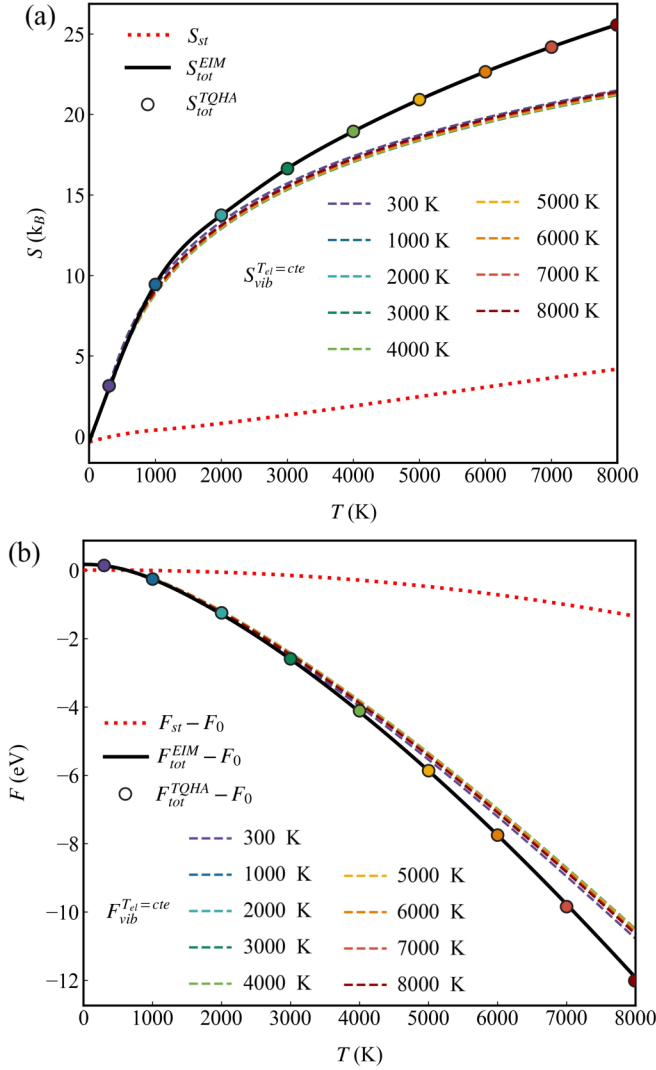 (a)
25
20
15
10
5
0
S (k_B)
S_st
S_tot^EIM
S_tot^TQHA
S_vib^{T_el=cte}
300 K
1000 K
2000 K
3000 K
4000 K
5000 K
6000 K
7000 K
8000 K
0 1000 2000 3000 4000 5000 6000 7000 8000
T (K)
(b)
0
−2
−4
−6
−8
−10
−12
F (eV)
F_st − F_0
F_tot^EIM − F_0
F_tot^TQHA − F_0
F_vib^{T_el=cte}
300 K
1000 K
2000 K
3000 K
4000 K
5000 K
6000 K
7000 K
8000 K
0 1000 2000 3000 4000 5000 6000 7000 8000
T (K)